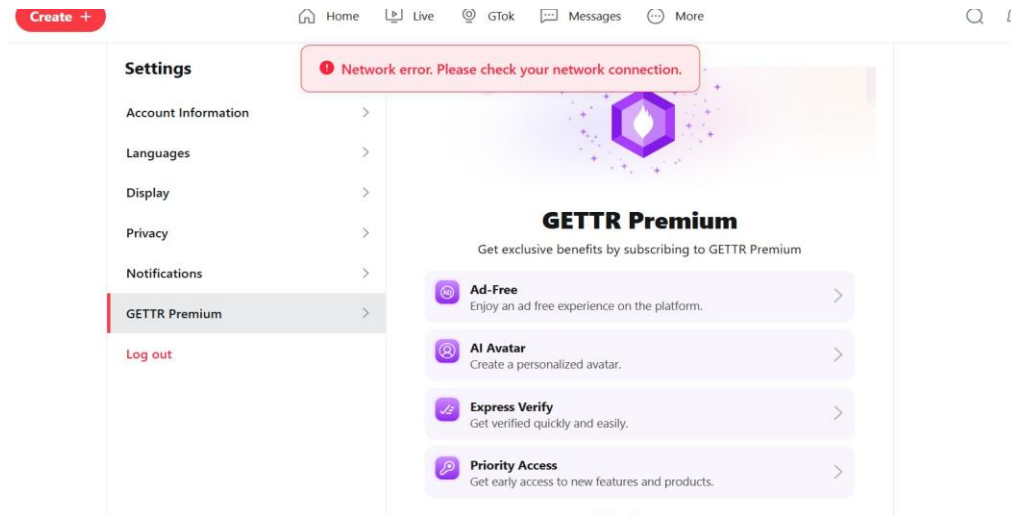 Create +
Home
Live
GTok
Messages
More
Network error. Please check your network connection.
Settings
Account Information
Languages
Display
Privacy
Notifications
GETTR Premium
Log out
GETTR Premium
Get exclusive benefits by subscribing to GETTR Premium
AD
Ad-Free
Enjoy an ad free experience on the platform.
AI Avatar
Create a personalized avatar.
Express Verify
Get verified quickly and easily.
Priority Access
Get early access to new features and products.